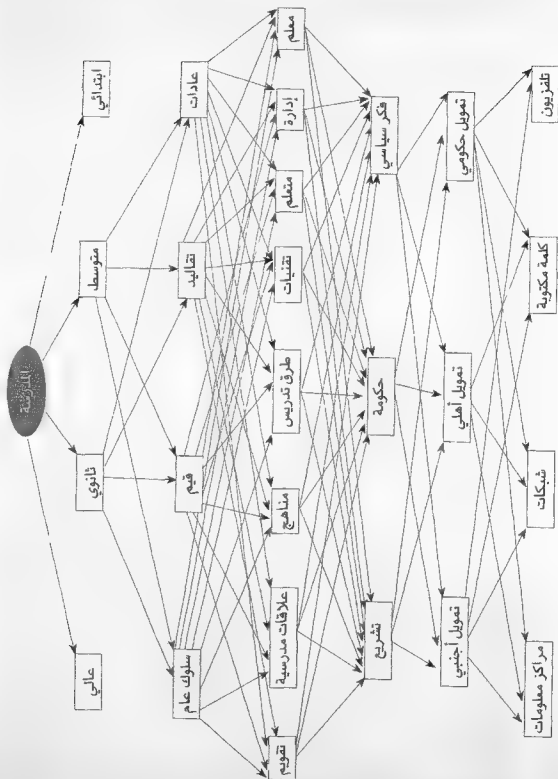 المدرسة
ابتدائي
متوسط
ثانوي
عالي
عادات
تقاليد
قيم
سلوك عام
معلم
إدارة
متعلم
تقنيات
طرق تدريس
مناهج
علاقات مدرسية
تقويم
فكر سياسي
حكومة
تشريع
تمويل حكومي
تمويل أهلي
تمويل أجنبي
تلفزيون
كلمة مكتوبة
شبكات
مراكز معلومات